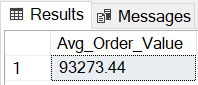 Results Messages
Avg_Order_Value
1 93273.44